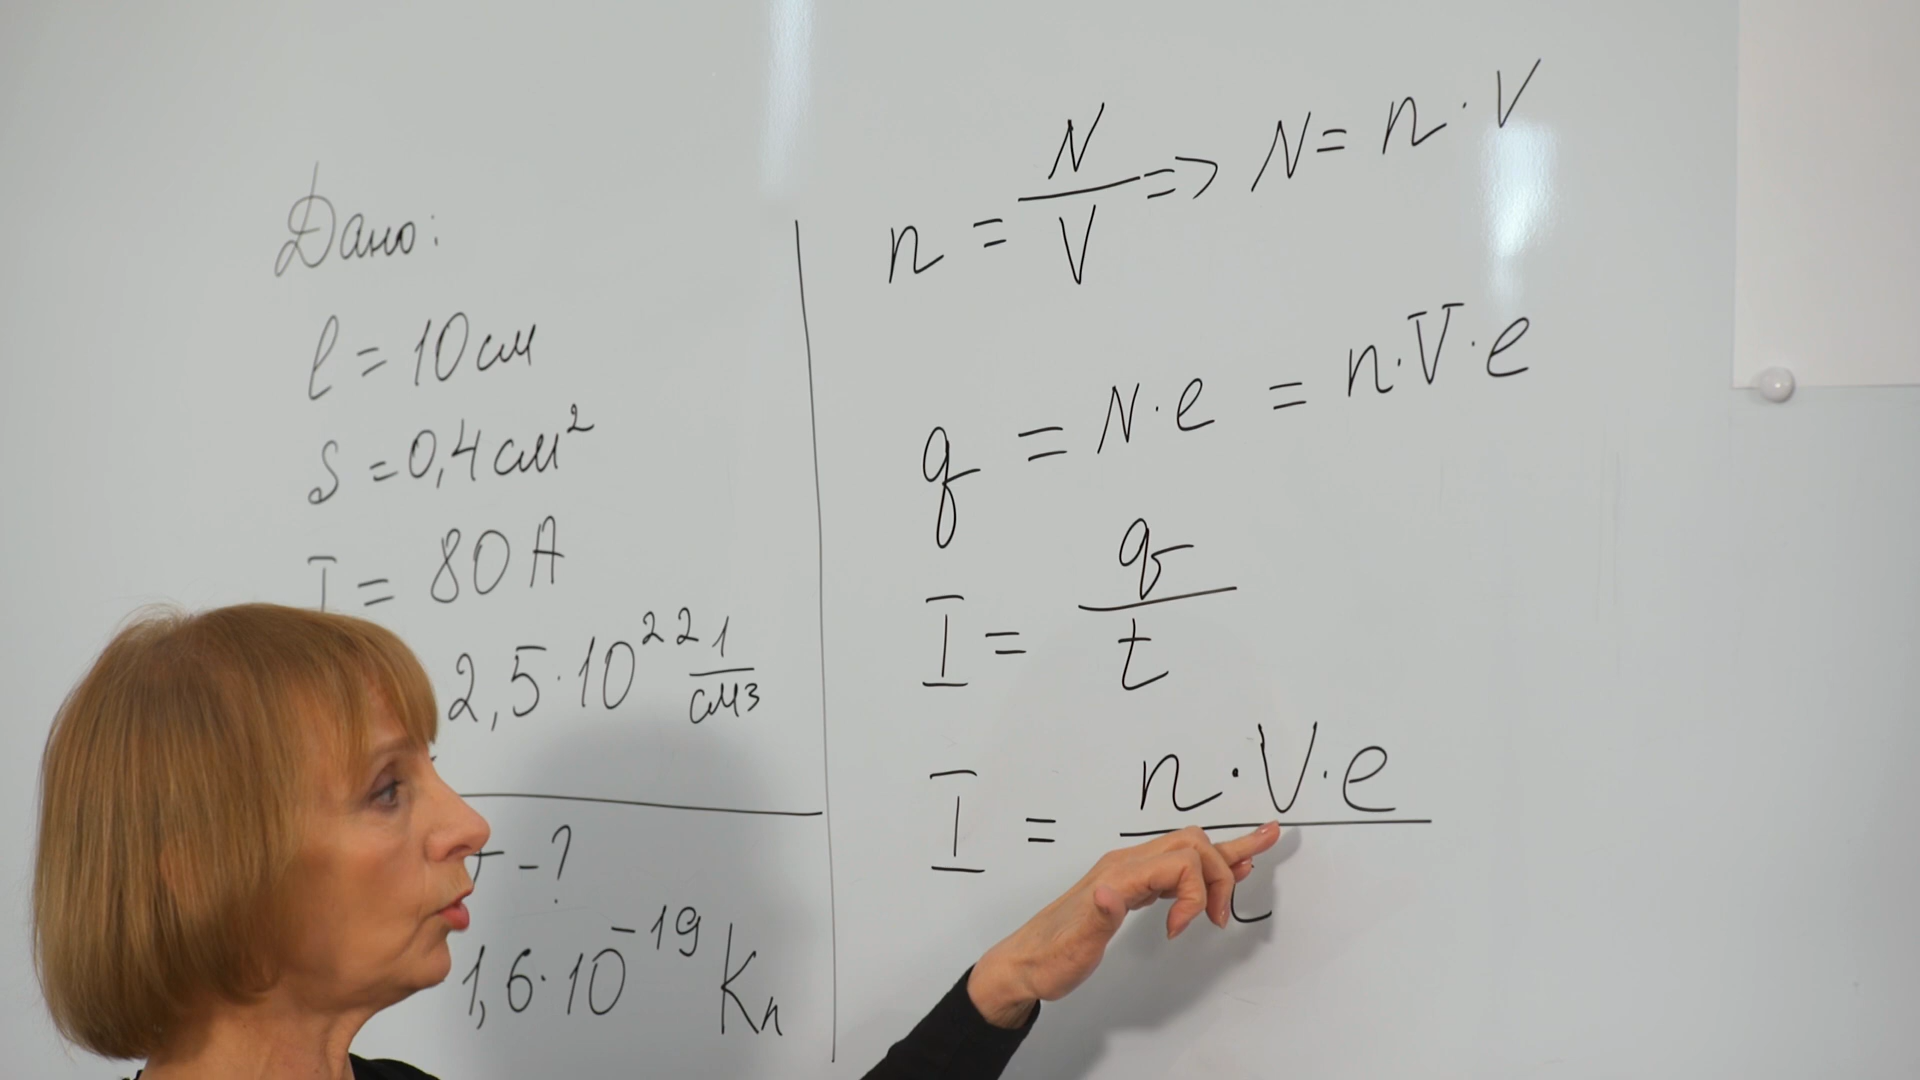 Дано:
l = 10 см
S = 0,4 см²
I = 80 А
2,5·10²² 1/см3
t - ?
1,6·10⁻¹⁹ Кл
n = N/V => N = n·V
q = N·e = n·V·e
I = q/t
I = n·V·e/t